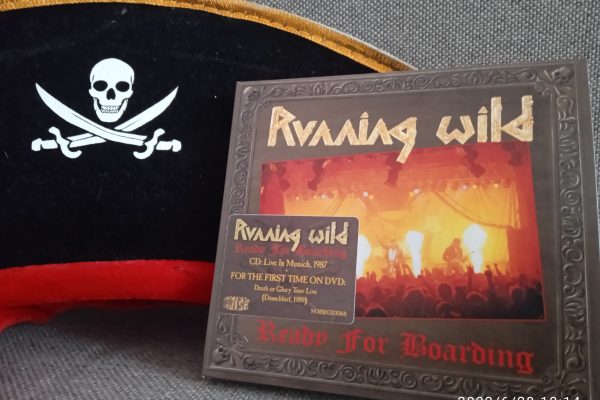 Running Wild
Running Wild
Ready For Boarding
CD: Live In Munich, 1987
FOR THE FIRST TIME ON DVD:
Death or Glory Tour Live
(Düsseldorf, 1989)
NOISE
Ready For Boarding